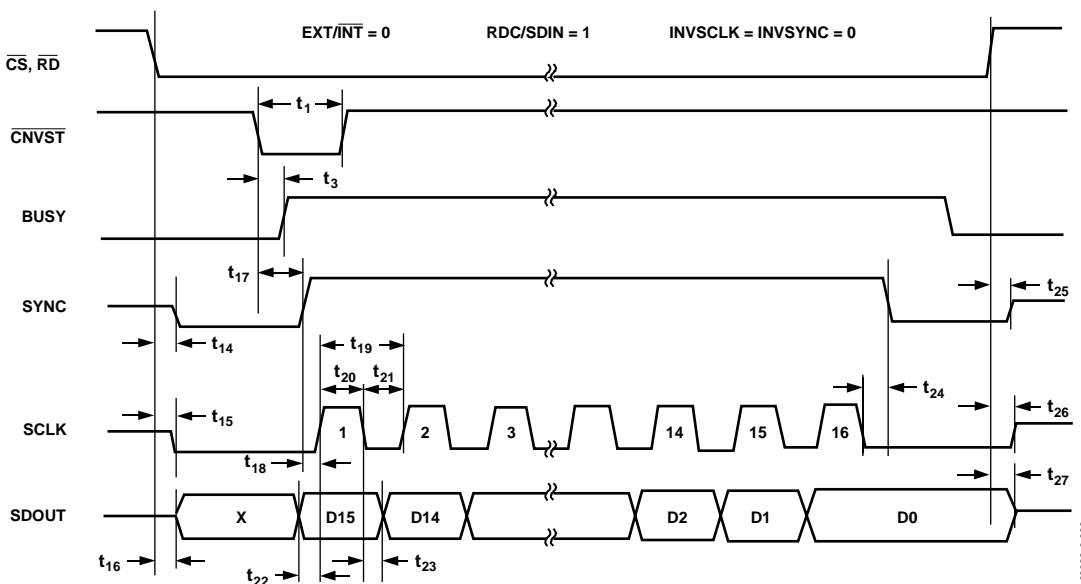 EXT/INT = 0 RDC/SDIN = 1 INVSCLK = INVSYNC = 0
CS, RD
t1
CNVST
t3
BUSY
t17
SYNC
t25
t14
t19
t20 t21
t24
t15
t26
SCLK
1 2 3 14 15 16
t18
t27
SDOUT
X D15 D14 D2 D1 D0
t16
t22
t23